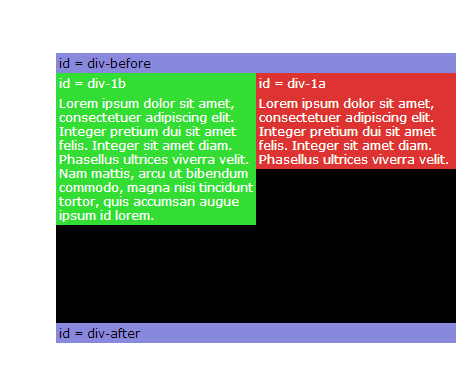 id = div-before
id = div-1b
Lorem ipsum dolor sit amet,
consectetuer adipiscing elit.
Integer pretium dui sit amet
felis. Integer sit amet diam.
Phasellus ultrices viverra velit.
Nam mattis, arcu ut bibendum
commodo, magna nisi tincidunt
tortor, quis accumsan augue
ipsum id lorem.
id = div-1a
Lorem ipsum dolor sit amet,
consectetuer adipiscing elit.
Integer pretium dui sit amet
felis. Integer sit amet diam.
Phasellus ultrices viverra velit.
id = div-after